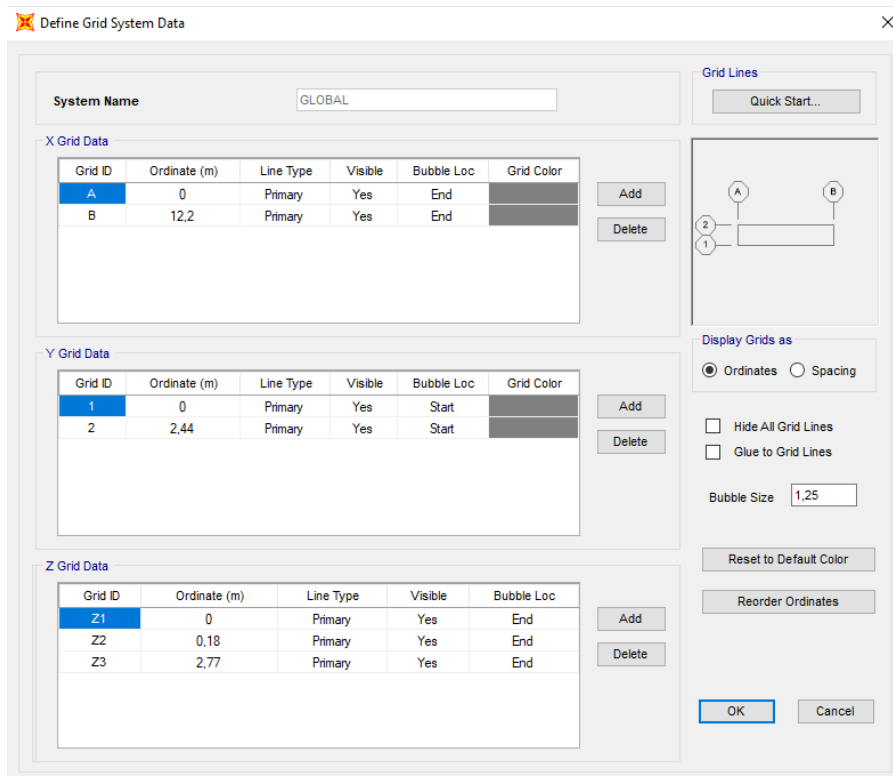 Define Grid System Data
Grid Lines
System Name GLOBAL Quick Start...
X Grid Data
Grid ID Ordinate (m) Line Type Visible Bubble Loc Grid Color
A 0 Primary Yes End Add
B 12,2 Primary Yes End Delete
A B
2
1
Y Grid Data
Display Grids as
Ordinates Spacing
Grid ID Ordinate (m) Line Type Visible Bubble Loc Grid Color
1 0 Primary Yes Start Add
2 2,44 Primary Yes Start Delete
Hide All Grid Lines
Glue to Grid Lines
Bubble Size 1,25
Z Grid Data
Reset to Default Color
Grid ID Ordinate (m) Line Type Visible Bubble Loc
Reorder Ordinates
Z1 0 Primary Yes End Add
Z2 0,18 Primary Yes End
Z3 2,77 Primary Yes End Delete
OK Cancel